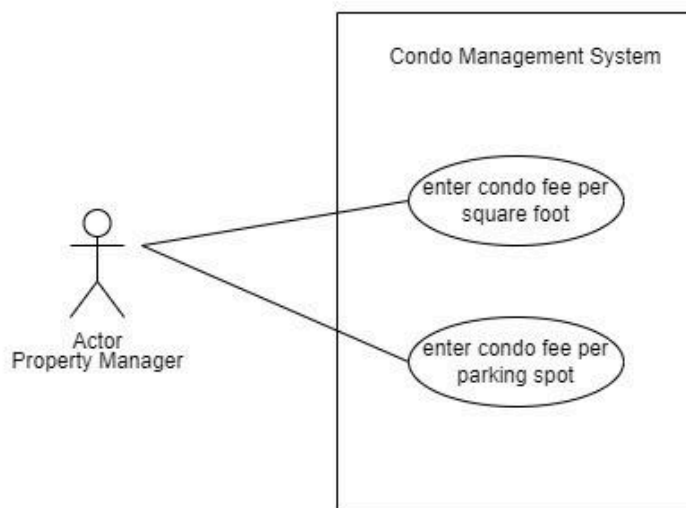 Condo Management System
enter condo fee per
square foot
Actor
Property Manager
enter condo fee per
parking spot